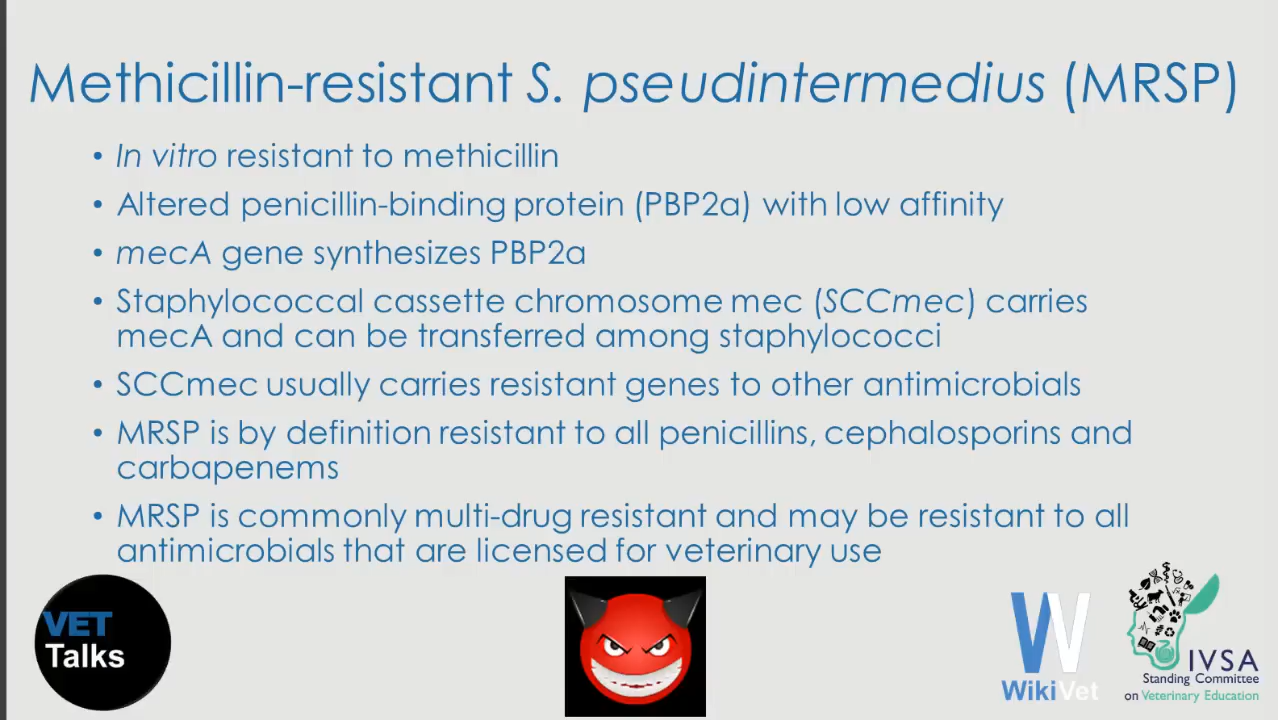 Methicillin-resistant S. pseudintermedius (MRSP)
• In vitro resistant to methicillin
• Altered penicillin-binding protein (PBP2a) with low affinity
• mecA gene synthesizes PBP2a
• Staphylococcal cassette chromosome mec (SCCmec) carries
mecA and can be transferred among staphylococci
• SCCmec usually carries resistant genes to other antimicrobials
• MRSP is by definition resistant to all penicillins, cephalosporins and
carbapenems
• MRSP is commonly multi-drug resistant and may be resistant to all
antimicrobials that are licensed for veterinary use
VET
Talks
W
WikiVet
IVSA
Standing Committee
on Veterinary Education